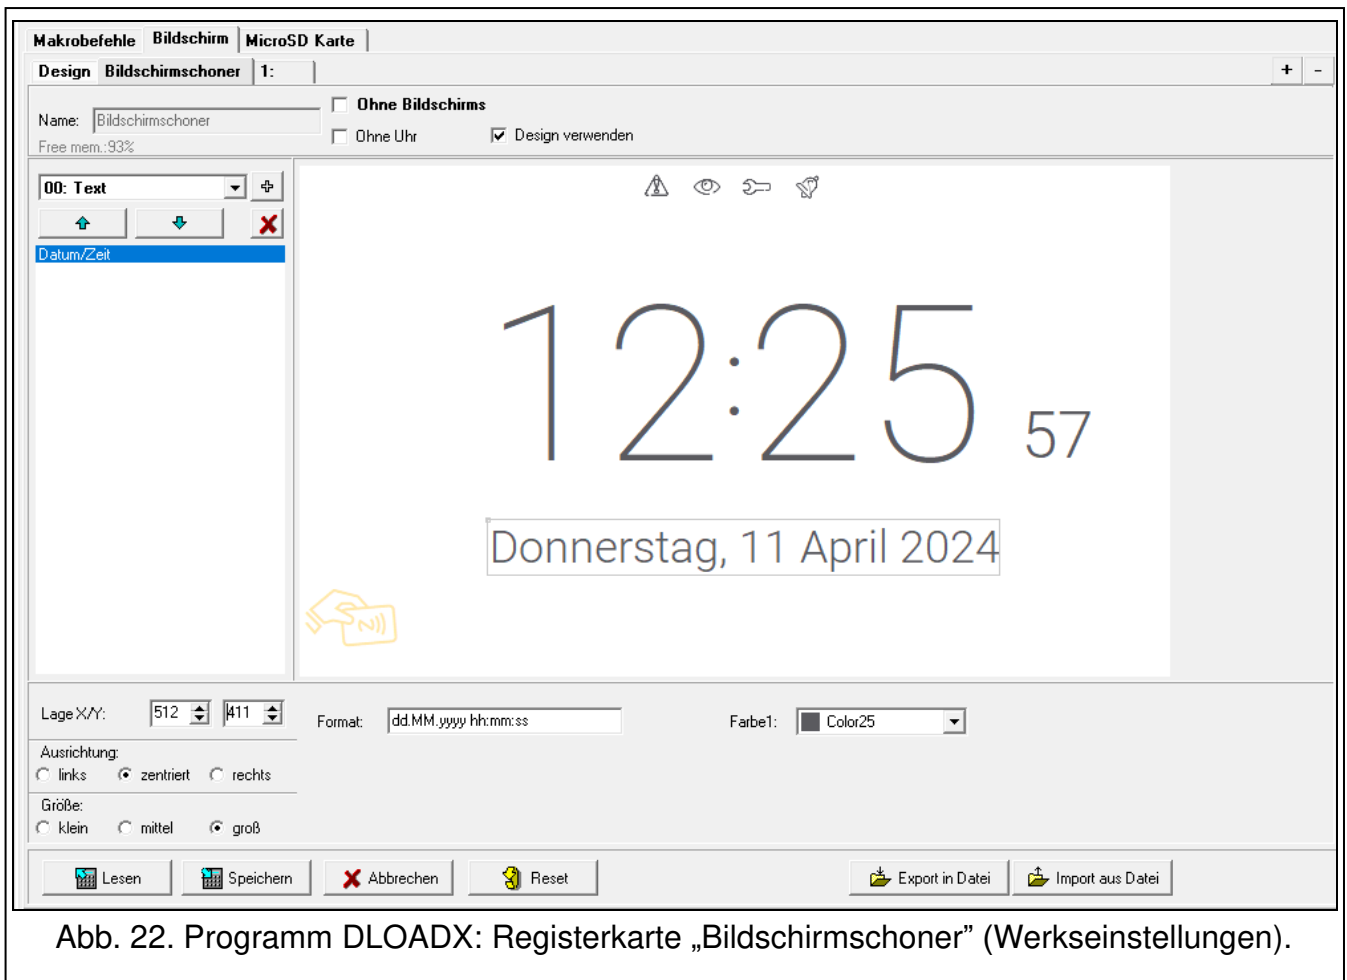 Makrobefehle Bildschirm MicroSD Karte
Design Bildschirmschoner 1: + -
Ohne Bildschirms
Name: Bildschirmschoner
Ohne Uhr Design verwenden
Free mem.:93%
00: Text
Datum/Zeit
12:25 57
Donnerstag, 11 April 2024
Lage X/Y: 512 411 Format: dd.MM.yyyy hh:mm:ss Farbe1: Color25
Ausrichtung:
links zentriert rechts
Größe:
klein mittel groß
Lesen Speichern Abbrechen Reset Export in Datei Import aus Datei
Abb. 22. Programm DLOADX: Registerkarte „Bildschirmschoner” (Werkseinstellungen).